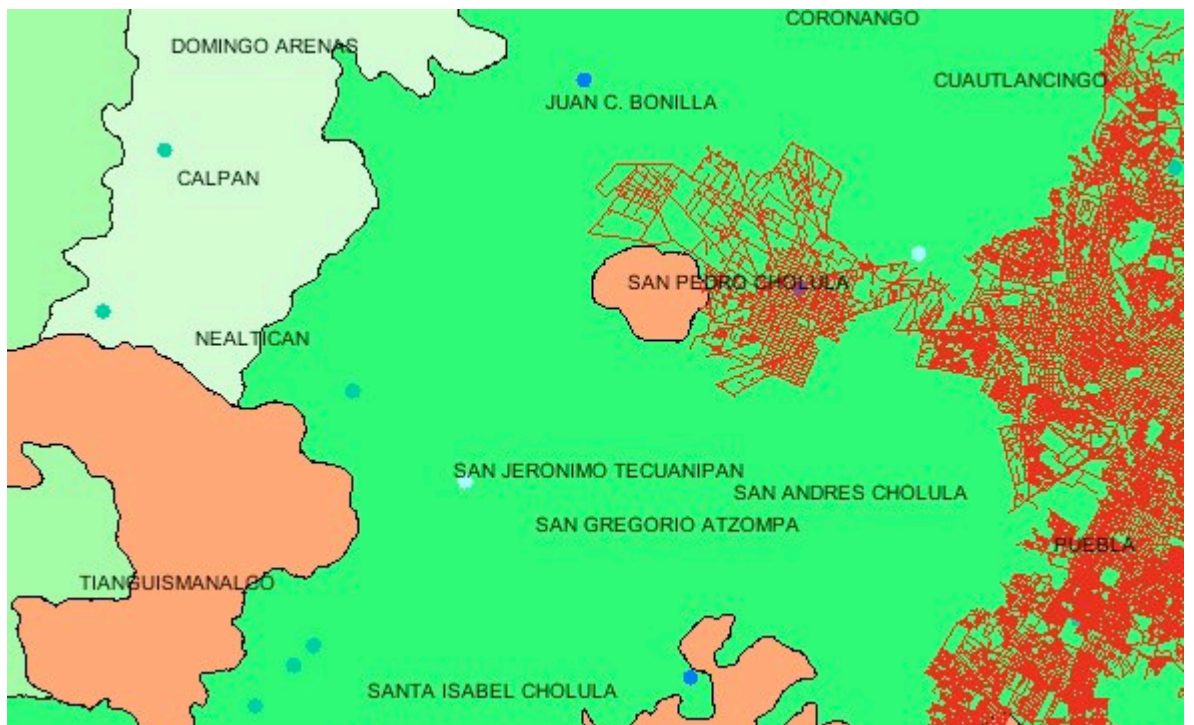 CORONANGO
DOMINGO ARENAS
CUAUTLANCINGO
JUAN C. BONILLA
CALPAN
SAN PEDRO CHOLULA
NEALTICAN
SAN JERONIMO TECUANIPAN
SAN ANDRES CHOLULA
SAN GREGORIO ATZOMPA
PUEBLA
TIANGUISMANALCO
SANTA ISABEL CHOLULA